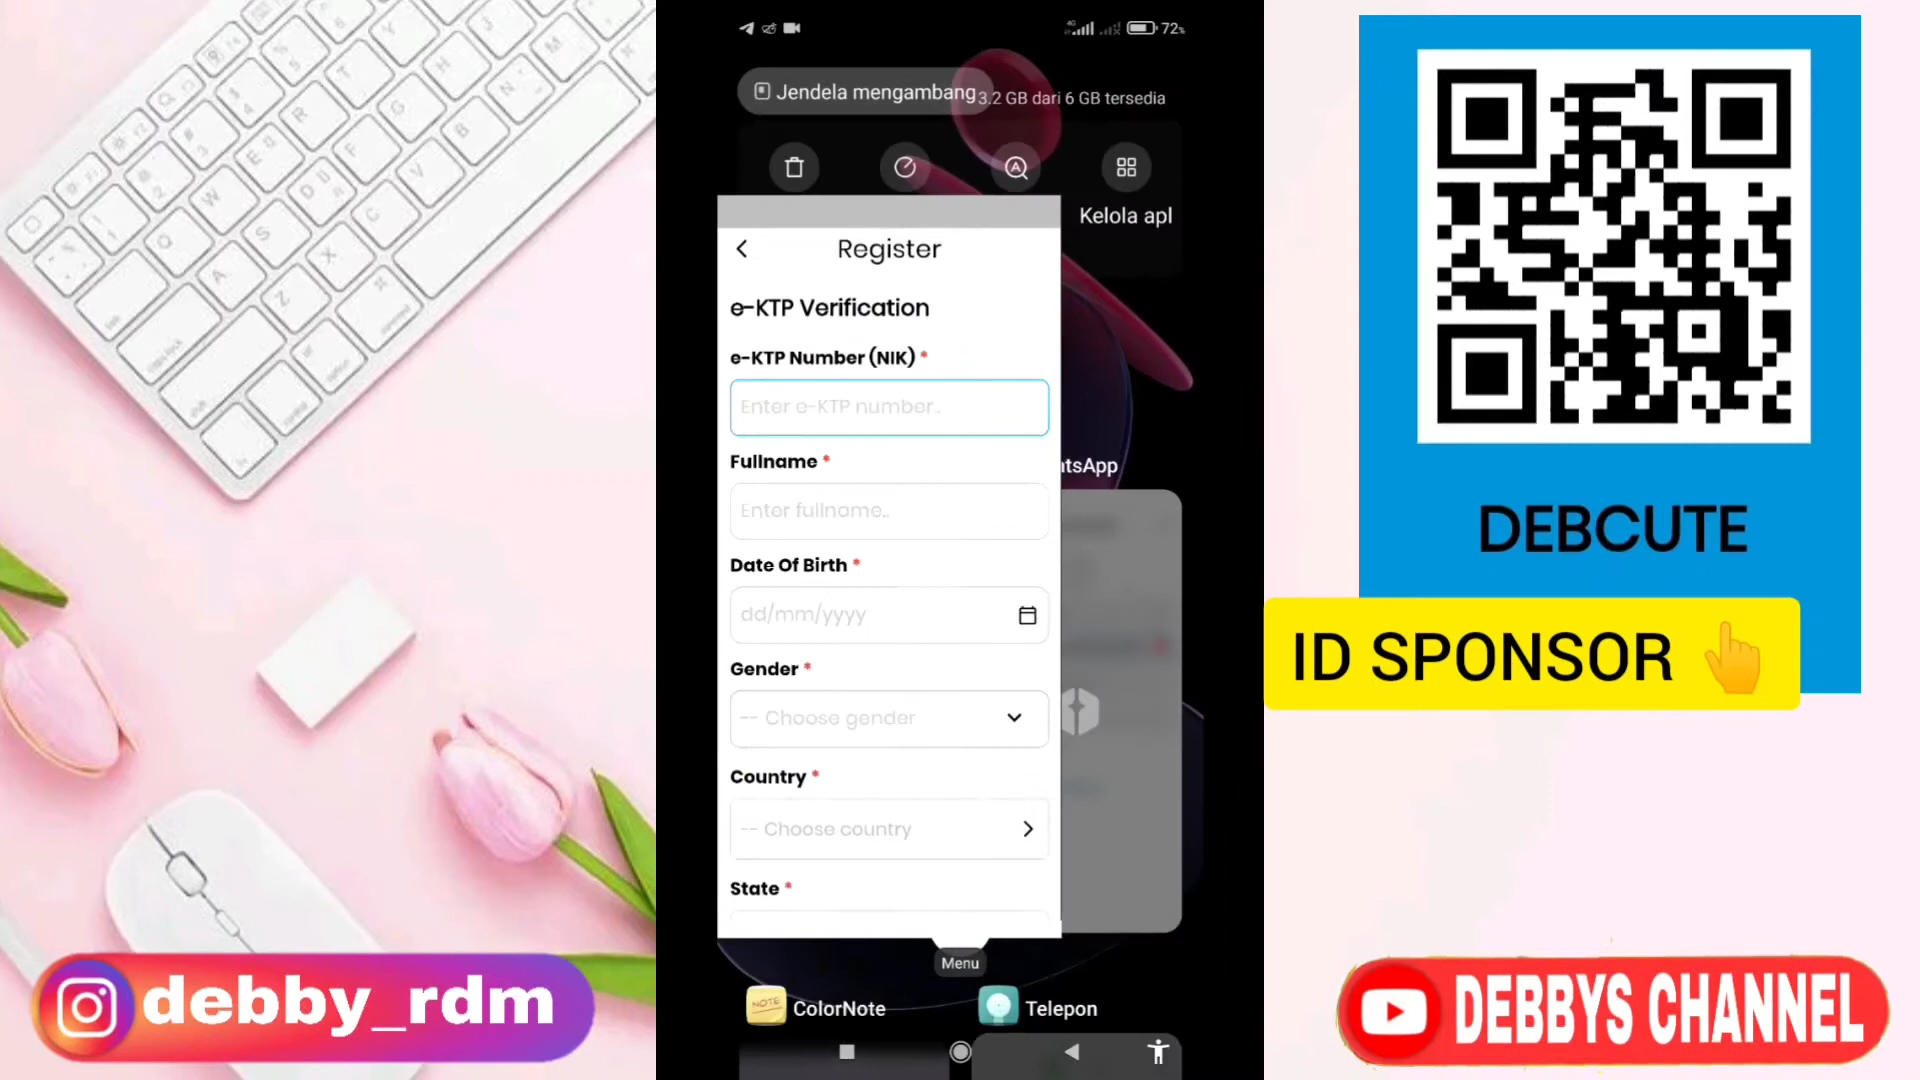 72%
Jendela mengambang
3.2 GB dari 6 GB tersedia
Kelola apl
Register
e-KTP Verification
e-KTP Number (NIK) *
Enter e-KTP number..
Fullname *
Enter fullname..
Date Of Birth *
dd/mm/yyyy
Gender *
-- Choose gender
Country *
-- Choose country
State *
tsApp
Menu
NOTE
ColorNote
Telepon
DEBCUTE
ID SPONSOR
debby_rdm
DEBBYS CHANNEL